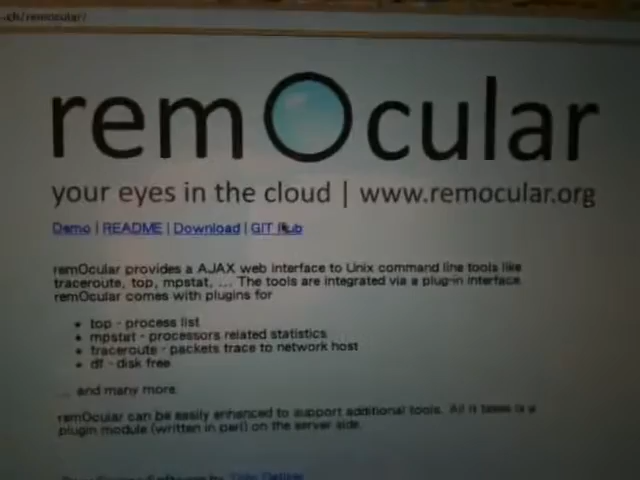 remOcular
your eyes in the cloud | www.remocular.org
Demo | README | Download | GIT Hub
remOcular provides a AJAX web interface to Unix command line tools like
traceroute, top, mpstat, ... The tools are integrated via a plug-in interface.
remOcular comes with plugins for
• top - process list
• mpstat - processors related statistics
• traceroute - packets trace to network host
• df - disk free
... and many more.
remOcular can be easily enhanced to support additional tools. All it takes is a
plugin module (written in perl) on the server side.